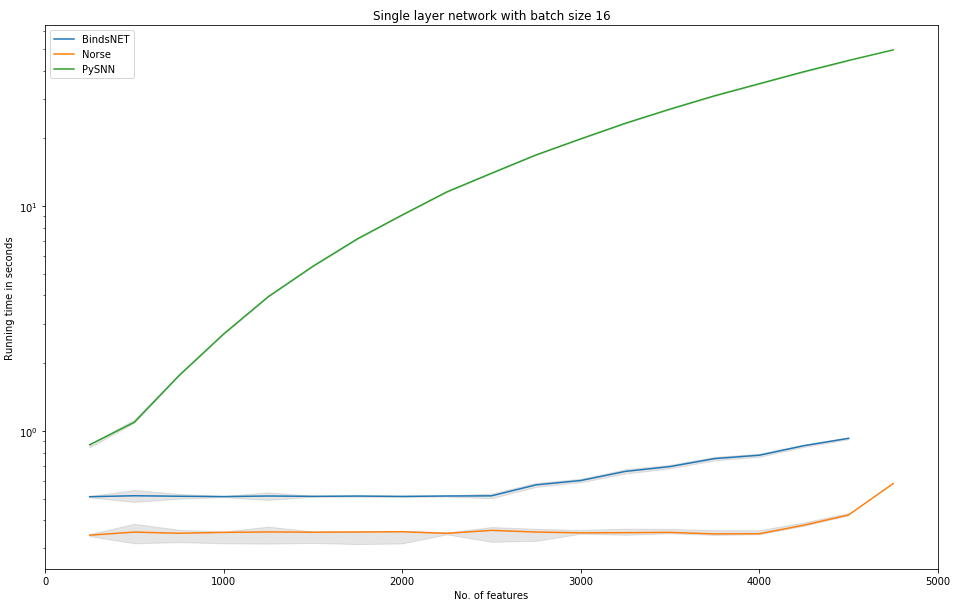 Single layer network with batch size 16
BindsNET
Norse
PySNN
Running time in seconds
10¹
10⁰
0 1000 2000 3000 4000 5000
No. of features